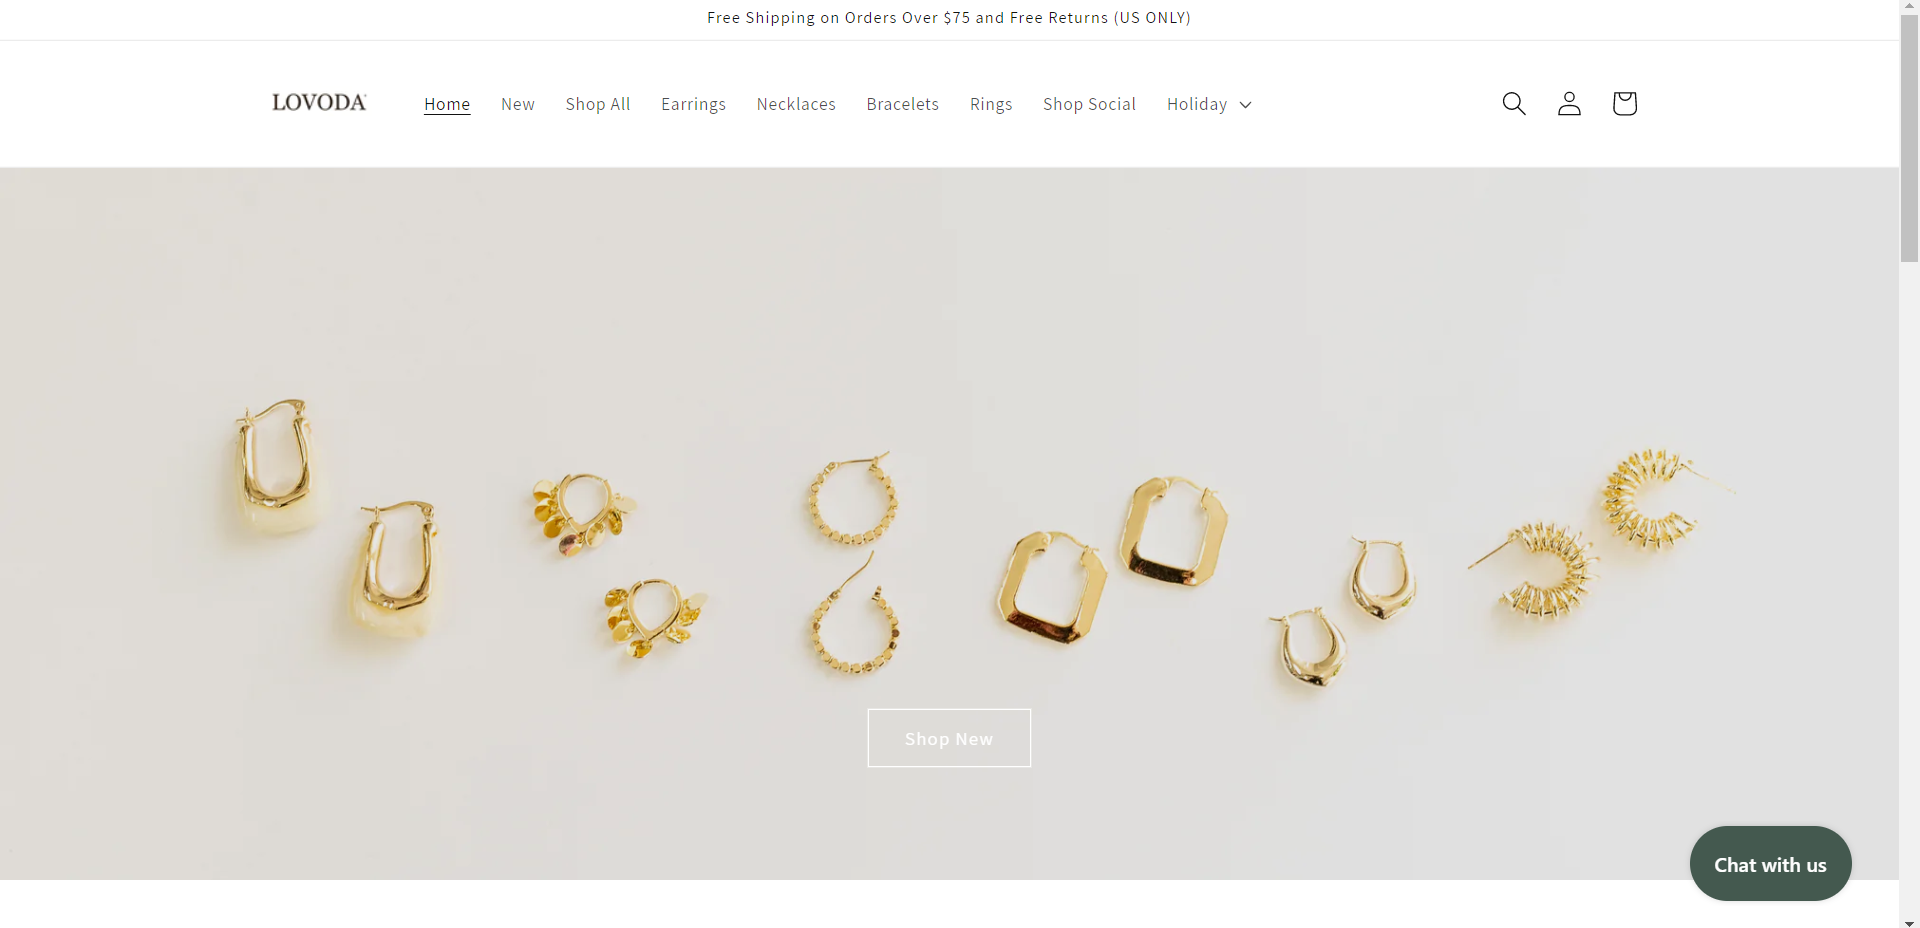 Free Shipping on Orders Over $75 and Free Returns (US ONLY)
LOVODA
Home New Shop All Earrings Necklaces Bracelets Rings Shop Social Holiday
Shop New
Chat with us